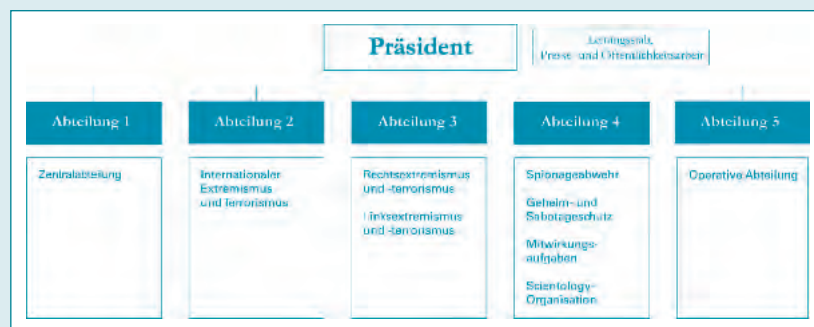 Präsident
Leitungsstab,
Presse- und Öffentlichkeitsarbeit
Abteilung 1
Abteilung 2
Abteilung 3
Abteilung 4
Abteilung 5
Zentralabteilung
Internationaler
Extremismus
und Terrorismus
Rechtsextremismus
und -terrorismus
Linksextremismus
und -terrorismus
Spionageabwehr
Geheim- und
Sabotageschutz
Mitwirkungs-
aufgaben
Scientology-
Organisation
Operative Abteilung